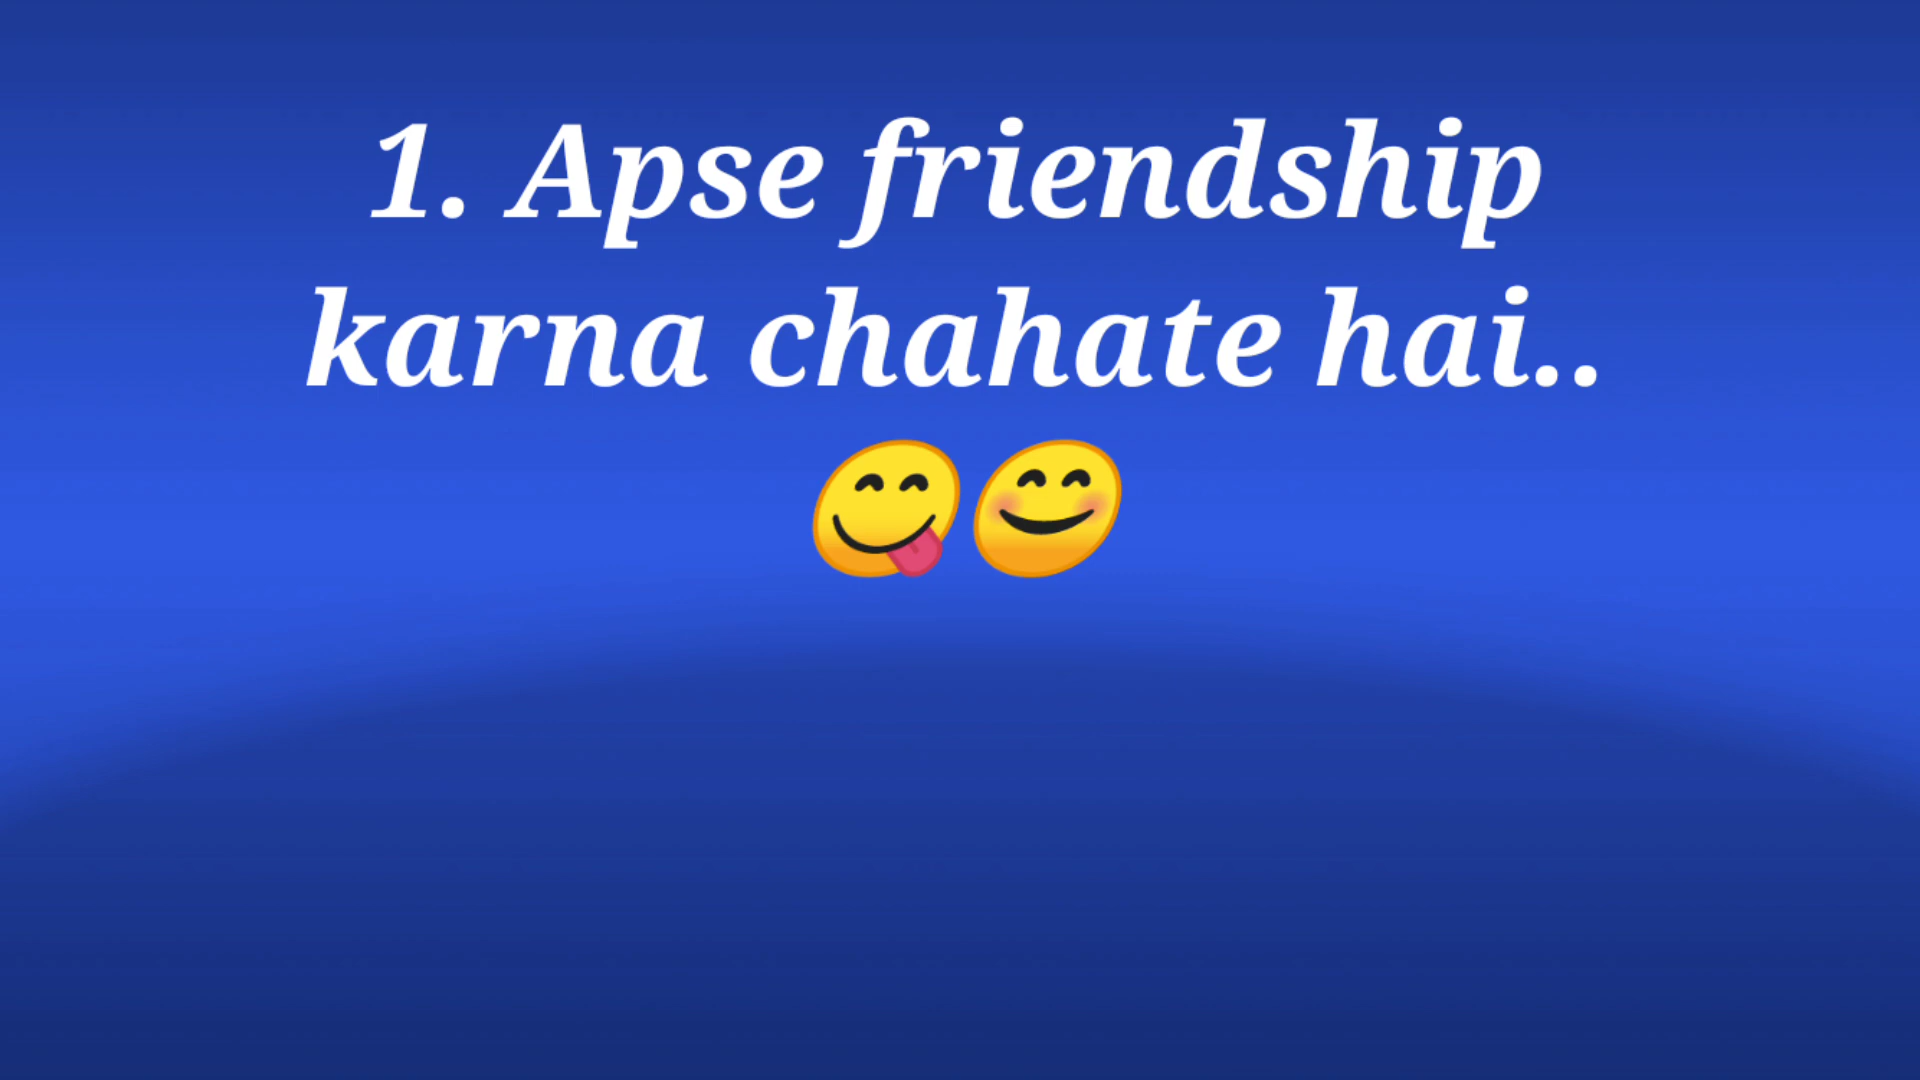 1. Apse friendship
karna chahate hai..
😋😊